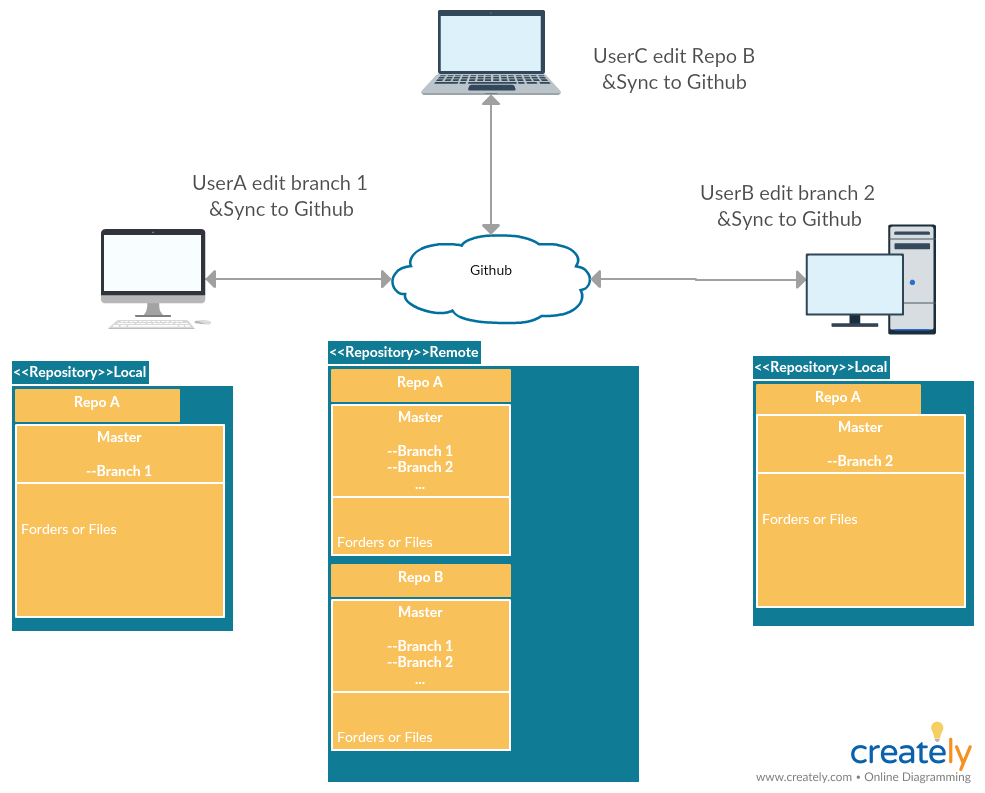 UserC edit Repo B
&Sync to Github
UserA edit branch 1
&Sync to Github
UserB edit branch 2
&Sync to Github
Github
<<Repository>>Local
Repo A
Master
--Branch 1
Forders or Files
<<Repository>>Remote
Repo A
Master
--Branch 1
--Branch 2
...
Forders or Files
Repo B
Master
--Branch 1
--Branch 2
...
Forders or Files
<<Repository>>Local
Repo A
Master
--Branch 2
Forders or Files
creately
www.creately.com • Online Diagramming